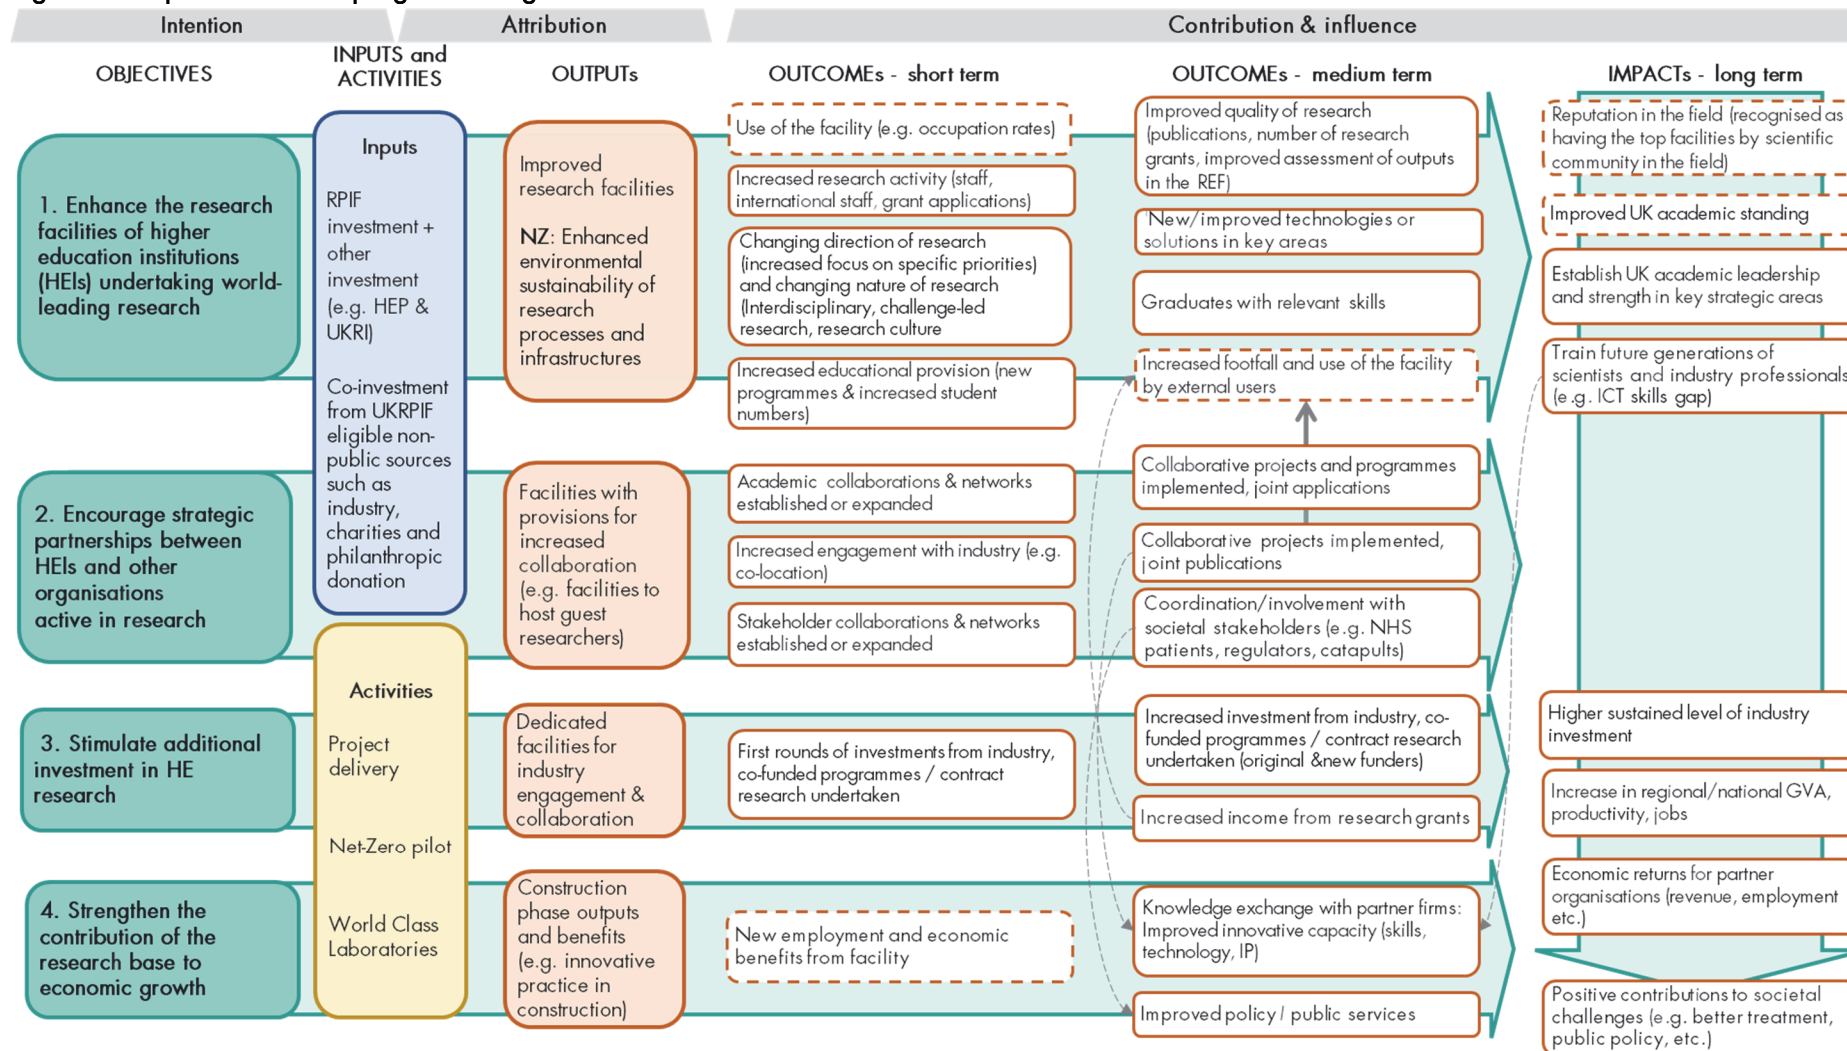 Intention
Attribution
Contribution & influence
OBJECTIVES
INPUTS and
ACTIVITIES
OUTPUTs
OUTCOMEs - short term
OUTCOMEs - medium term
IMPACTs - long term
1. Enhance the research
facilities of higher
education institutions
(HEIs) undertaking world-
leading research
2. Encourage strategic
partnerships between
HEIs and other
organisations
active in research
3. Stimulate additional
investment in HE
research
4. Strengthen the
contribution of the
research base to
economic growth
Inputs
RPIF
investment +
other
investment
(e.g. HEP &
UKRI)
Co-investment
from UKRPIF
eligible non-
public sources
such as
industry,
charities and
philanthropic
donation
Activities
Project
delivery
Net-Zero pilot
World Class
Laboratories
Improved
research facilities
NZ: Enhanced
environmental
sustainability of
research
processes and
infrastructures
Facilities with
provisions for
increased
collaboration
(e.g. facilities to
host guest
researchers)
Dedicated
facilities for
industry
engagement &
collaboration
Construction
phase outputs
and benefits
(e.g. innovative
practice in
construction)
Use of the facility (e.g. occupation rates)
Increased research activity (staff,
international staff, grant applications)
Changing direction of research
(increased focus on specific priorities)
and changing nature of research
(Interdisciplinary, challenge-led
research, research culture
Increased educational provision (new
programmes & increased student
numbers)
Academic collaborations & networks
established or expanded
Increased engagement with industry (e.g.
co-location)
Stakeholder collaborations & networks
established or expanded
First rounds of investments from industry,
co-funded programmes / contract
research undertaken
New employment and economic
benefits from facility
Improved quality of research
(publications, number of research
grants, improved assessment of outputs
in the REF)
New/improved technologies or
solutions in key areas
Graduates with relevant skills
Increased footfall and use of the facility
by external users
Collaborative projects and programmes
implemented, joint applications
Collaborative projects implemented,
joint publications
Coordination/involvement with
societal stakeholders (e.g. NHS
patients, regulators, catapults)
Increased investment from industry, co-
funded programmes / contract research
undertaken (original &new funders)
Increased income from research grants
Knowledge exchange with partner firms:
Improved innovative capacity (skills,
technology, IP)
Improved policy / public services
Reputation in the field (recognised as
having the top facilities by scientific
community in the field)
Improved UK academic standing
Establish UK academic leadership
and strength in key strategic areas
Train future generations of
scientists and industry professionals
(e.g. ICT skills gap)
Higher sustained level of industry
investment
Increase in regional/national GVA,
productivity, jobs
Economic returns for partner
organisations (revenue, employment
etc.)
Positive contributions to societal
challenges (e.g. better treatment,
public policy, etc.)